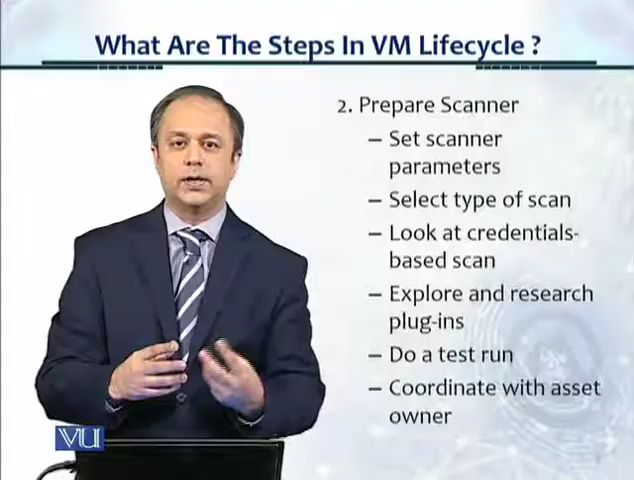 What Are The Steps In VM Lifecycle ?
2. Prepare Scanner
– Set scanner
parameters
– Select type of scan
– Look at credentials-
based scan
– Explore and research
plug-ins
– Do a test run
– Coordinate with asset
owner
VU